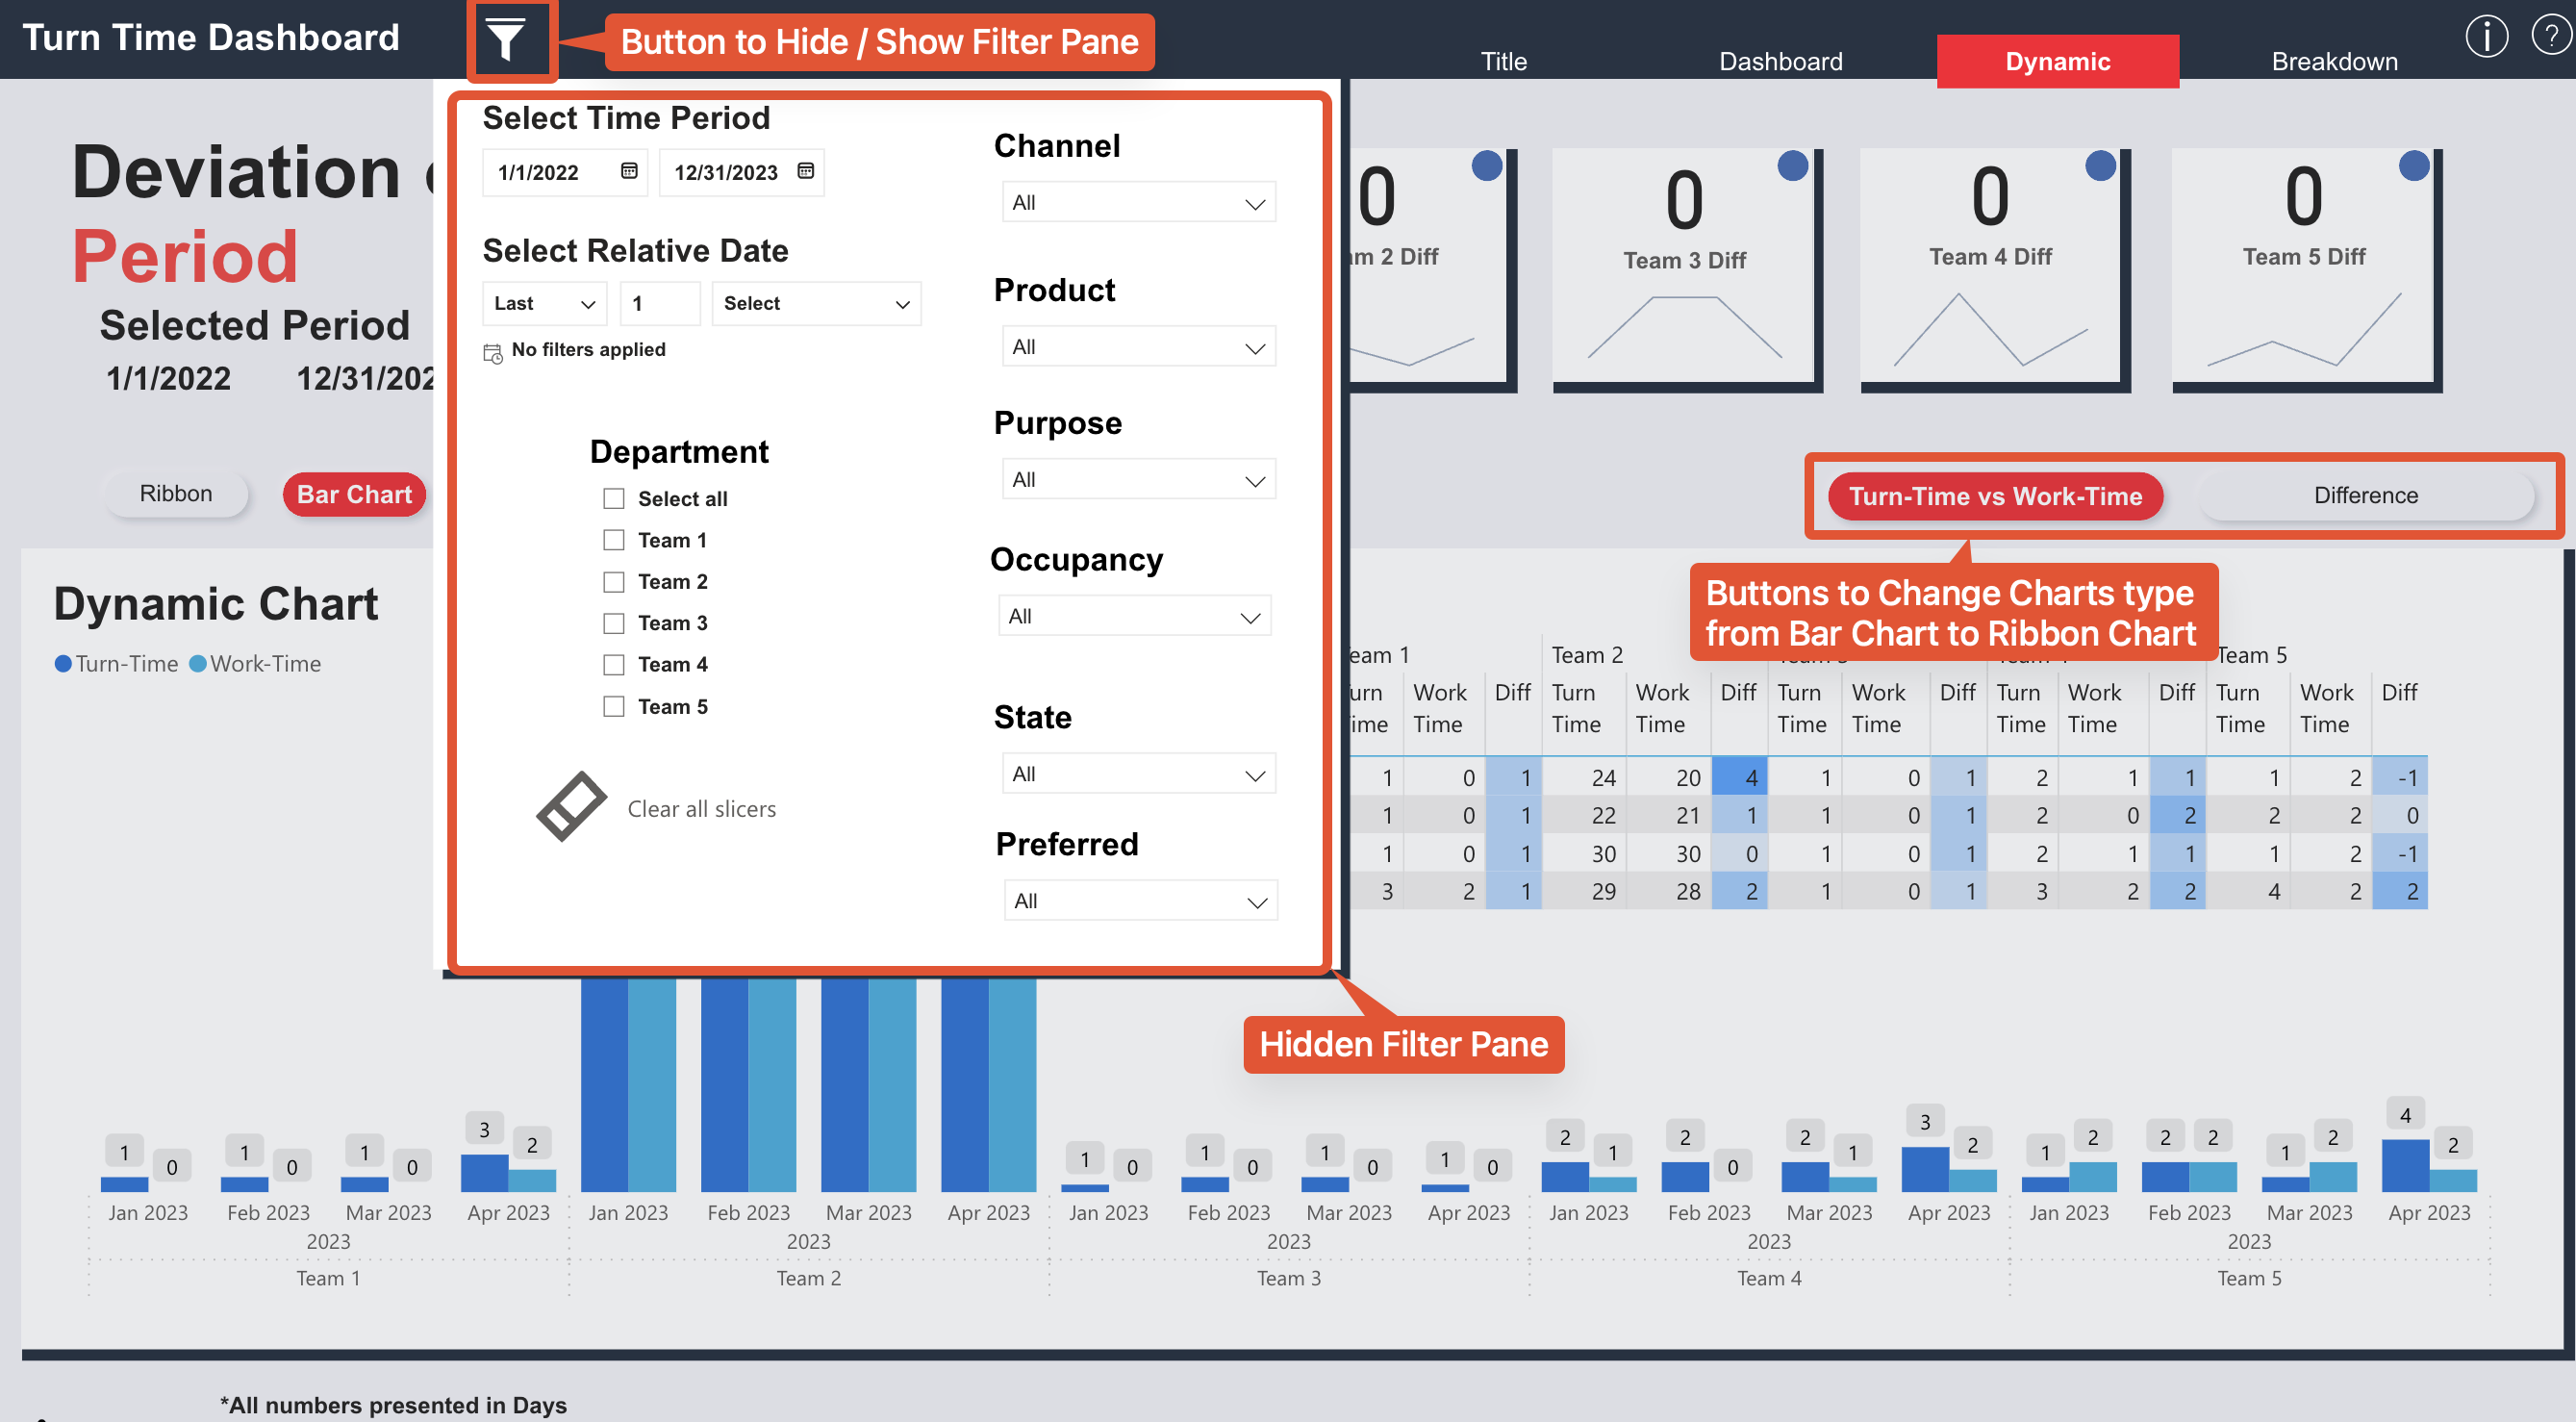 Turn Time Dashboard
Button to Hide / Show Filter Pane
Title
Dashboard
Dynamic
Breakdown
i
?
Deviation
Period
Selected Period
1/1/2022 12/31/202
Ribbon
Bar Chart
Select Time Period
1/1/2022
12/31/2023
Select Relative Date
Last
1
Select
No filters applied
Department
Select all
Team 1
Team 2
Team 3
Team 4
Team 5
Clear all slicers
Channel
All
Product
All
Purpose
All
Occupancy
All
State
All
Preferred
All
0
am 2 Diff
0
Team 3 Diff
0
Team 4 Diff
0
Team 5 Diff
Turn-Time vs Work-Time
Difference
Buttons to Change Charts type
from Bar Chart to Ribbon Chart
Dynamic Chart
Turn-Time Work-Time
eam 1 Team 2 Team 5
urn Work Diff Turn Work Diff Turn Work Diff Turn Work Diff Turn Work Diff
ime Time Time Time Time Time Time Time Time Time
1 0 1 24 20 4 1 0 1 2 1 1 1 2 -1
1 0 1 22 21 1 1 0 1 2 0 2 2 2 0
1 0 1 30 30 0 1 0 1 2 1 1 1 2 -1
3 2 1 29 28 2 1 0 1 3 2 2 4 2 2
Hidden Filter Pane
1 0 1 0 1 0 3 2 1 0 1 0 1 0 1 0 2 1 2 0 2 1 3 2 1 2 2 2 1 2 4 2
Jan 2023 Feb 2023 Mar 2023 Apr 2023 Jan 2023 Feb 2023 Mar 2023 Apr 2023 Jan 2023 Feb 2023 Mar 2023 Apr 2023 Jan 2023 Feb 2023 Mar 2023 Apr 2023 Jan 2023 Feb 2023 Mar 2023 Apr 2023
2023 2023 2023 2023 2023
Team 1 Team 2 Team 3 Team 4 Team 5
*All numbers presented in Days